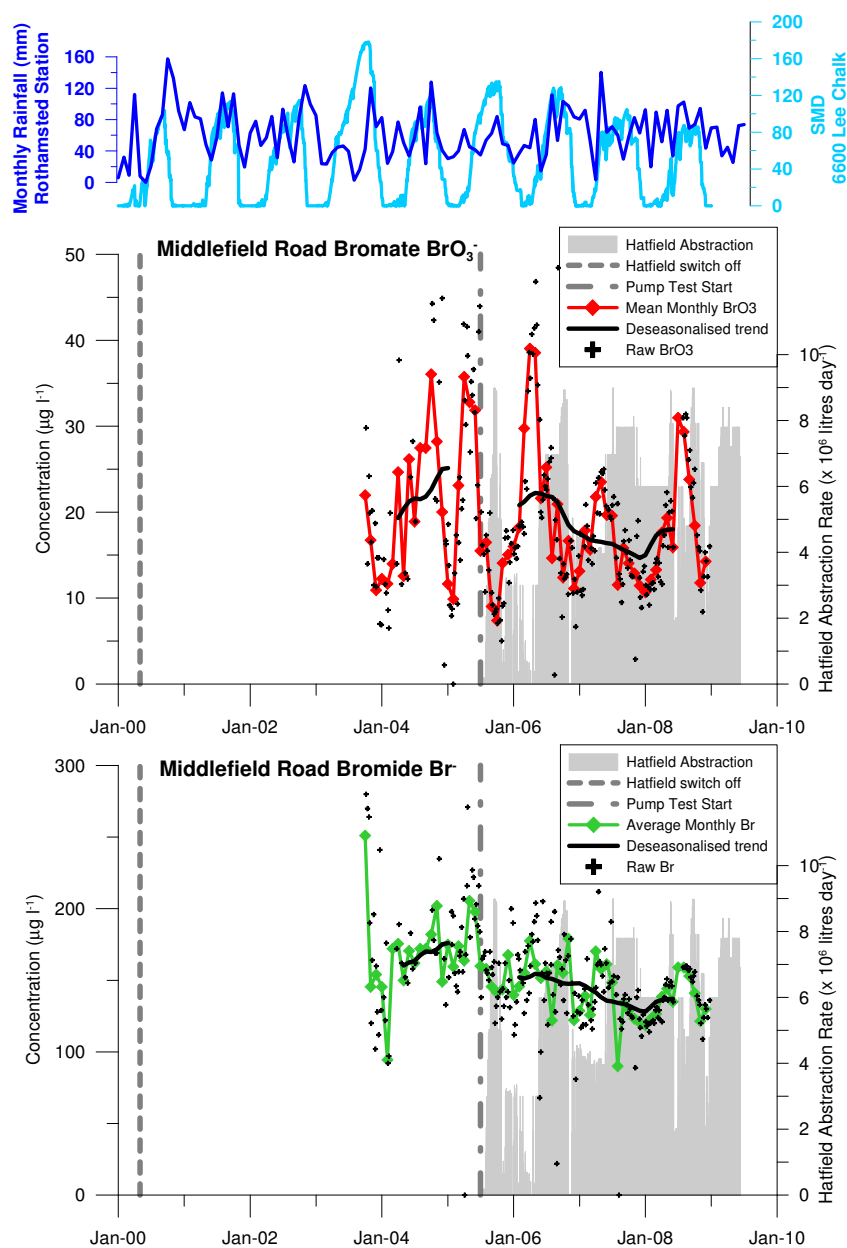 Monthly Rainfall (mm)
Rothamsted Station
160
120
80
40
0
200
160
120
80
40
0
SMD
6600 Lee Chalk
Middlefield Road Bromate BrO₃⁻
Hatfield Abstraction
Hatfield switch off
Pump Test Start
Mean Monthly BrO3
Deseasonalised trend
Raw BrO3
Concentration (µg l⁻¹)
50
40
30
20
10
0
10
8
6
4
2
0
Hatfield Abstraction Rate (x 10⁶ litres day⁻¹)
Jan-00 Jan-02 Jan-04 Jan-06 Jan-08 Jan-10
Middlefield Road Bromide Br⁻
Hatfield Abstraction
Hatfield switch off
Pump Test Start
Average Monthly Br
Deseasonalised trend
Raw Br
Concentration (µg l⁻¹)
300
200
100
0
10
8
6
4
2
0
Hatfield Abstraction Rate (x 10⁶ litres day⁻¹)
Jan-00 Jan-02 Jan-04 Jan-06 Jan-08 Jan-10